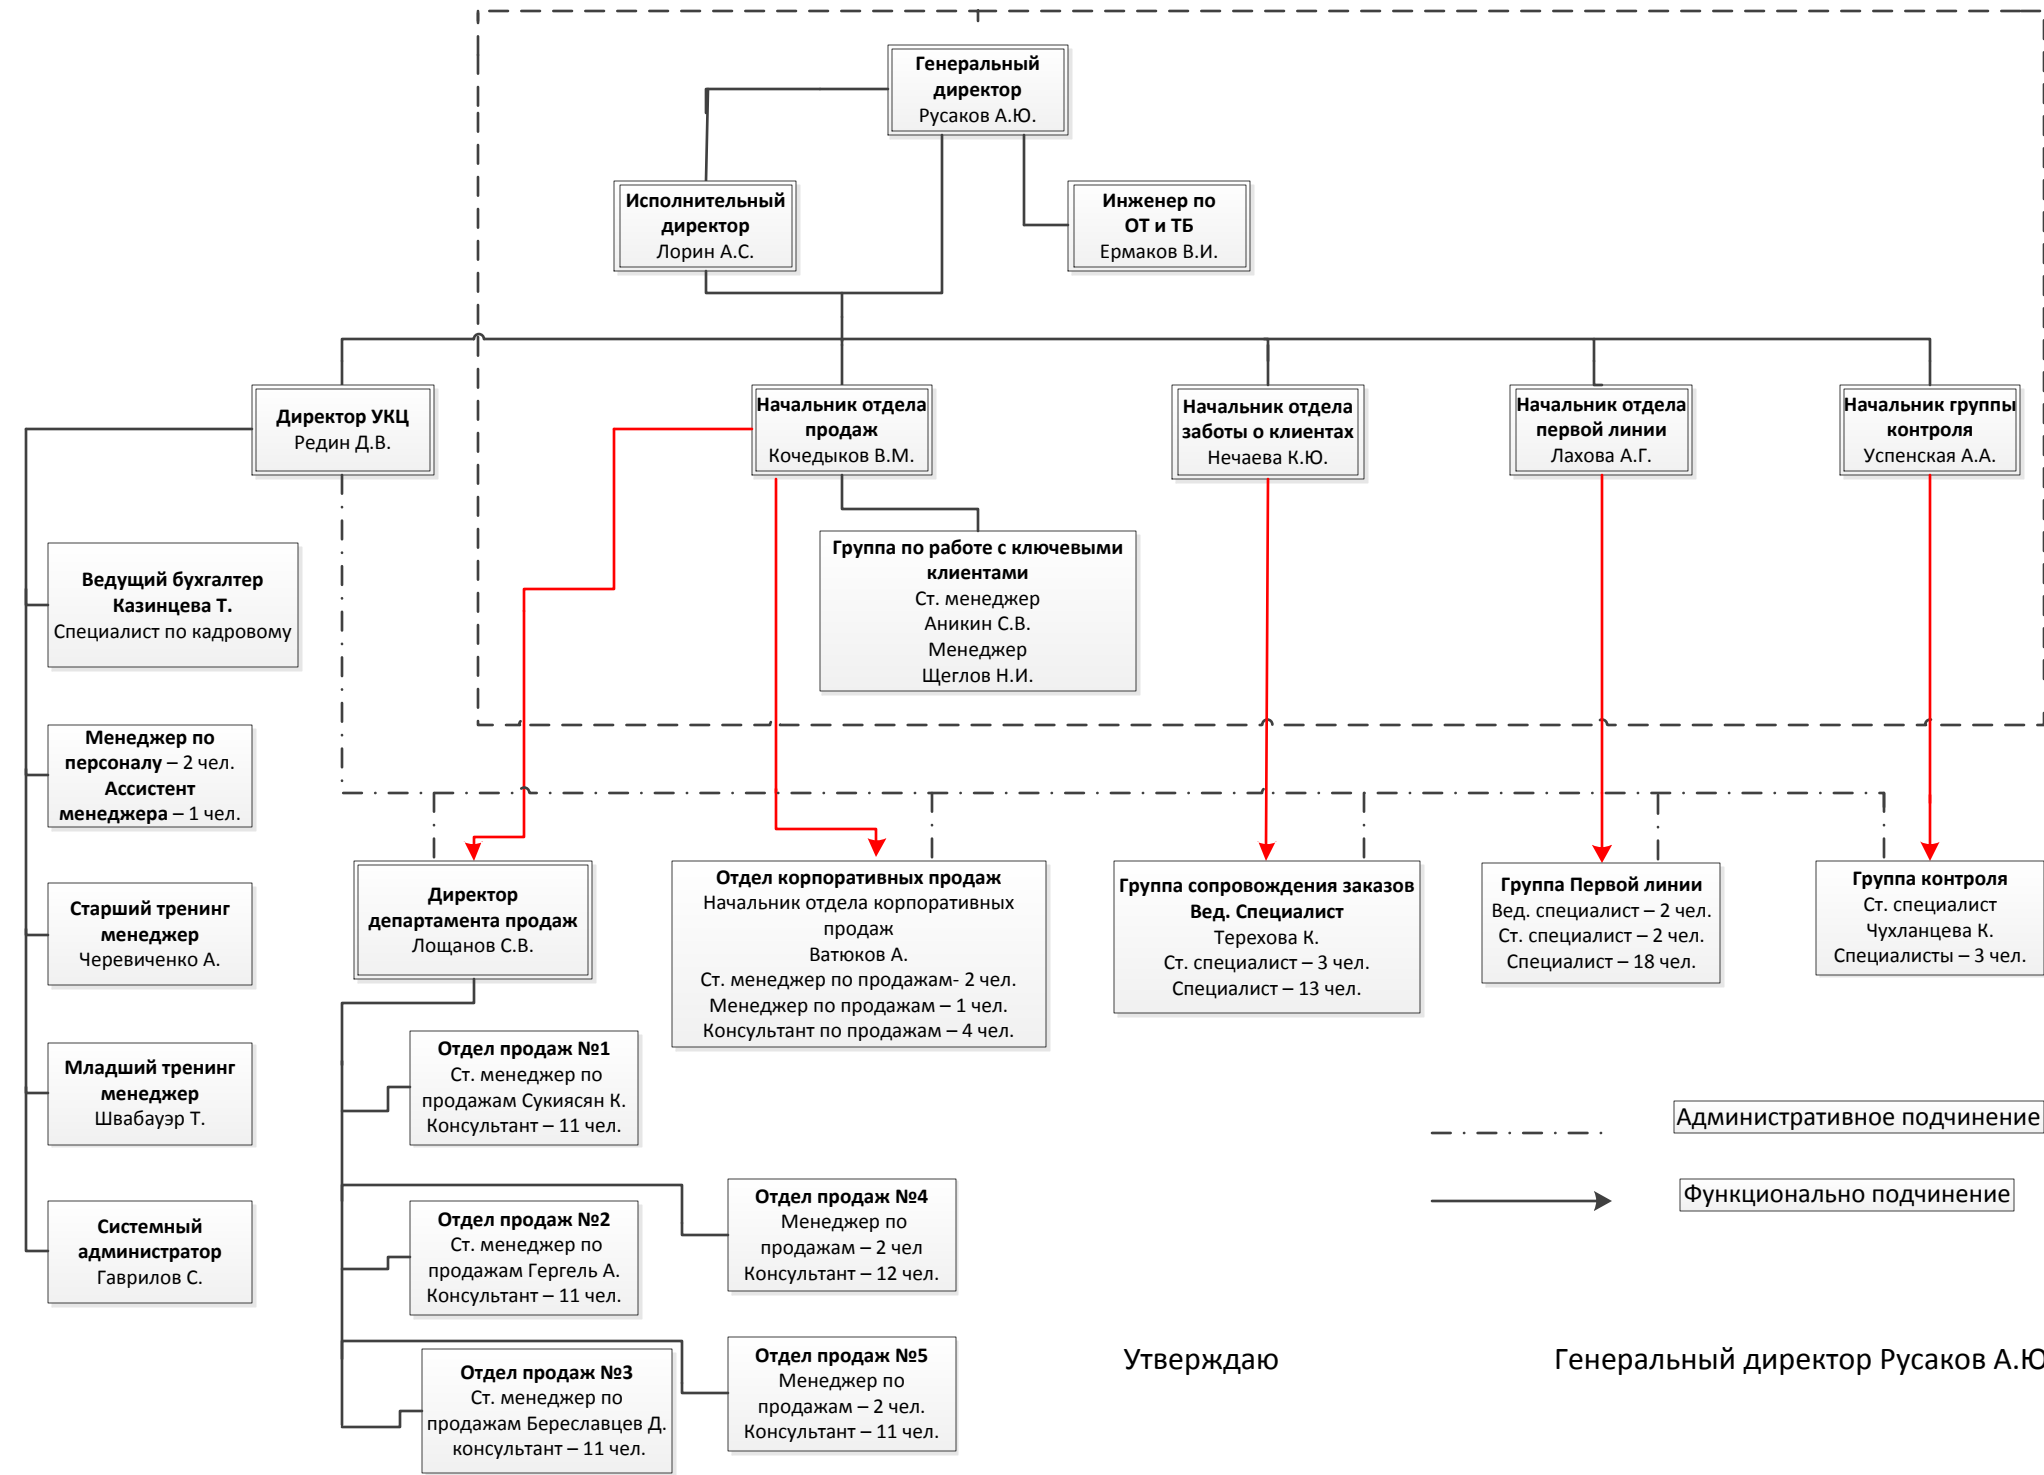 Генеральный
директор
Русаков А.Ю.
Исполнительный
директор
Лорин А.С.
Инженер по
ОТ и ТБ
Ермаков В.И.
Директор УКЦ
Редин Д.В.
Начальник отдела
продаж
Кочедыков В.М.
Начальник отдела
заботы о клиентах
Нечаева К.Ю.
Начальник отдела
первой линии
Лахова А.Г.
Начальник группы
контроля
Успенская А.А.
Группа по работе с ключевыми
клиентами
Ст. менеджер
Аникин С.В.
Менеджер
Щеглов Н.И.
Ведущий бухгалтер
Казинцева Т.
Специалист по кадровому
Менеджер по
персоналу – 2 чел.
Ассистент
менеджера – 1 чел.
Старший тренинг
менеджер
Черевиченко А.
Младший тренинг
менеджер
Швабауэр Т.
Системный
администратор
Гаврилов С.
Директор
департамента продаж
Лощанов С.В.
Отдел корпоративных продаж
Начальник отдела корпоративных
продаж
Ватюков А.
Ст. менеджер по продажам- 2 чел.
Менеджер по продажам – 1 чел.
Консультант по продажам – 4 чел.
Группа сопровождения заказов
Вед. Специалист
Терехова К.
Ст. специалист – 3 чел.
Специалист – 13 чел.
Группа Первой линии
Вед. специалист – 2 чел.
Ст. специалист – 2 чел.
Специалист – 18 чел.
Группа контроля
Ст. специалист
Чухланцева К.
Специалисты – 3 чел.
Отдел продаж №1
Ст. менеджер по
продажам Сукиясян К.
Консультант – 11 чел.
Отдел продаж №2
Ст. менеджер по
продажам Гергель А.
Консультант – 11 чел.
Отдел продаж №3
Ст. менеджер по
продажам Береславцев Д.
консультант – 11 чел.
Отдел продаж №4
Менеджер по
продажам – 2 чел
Консультант – 12 чел.
Отдел продаж №5
Менеджер по
продажам – 2 чел.
Консультант – 11 чел.
Административное подчинение
Функционально подчинение
Утверждаю
Генеральный директор Русаков А.Ю